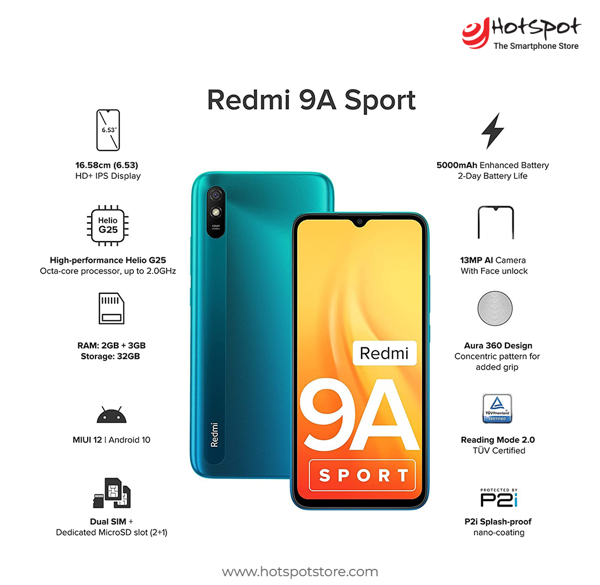 HOTSPOT
The Smartphone Store
Redmi 9A Sport
6.53"
16.58cm (6.53)
HD+ IPS Display
Helio
G25
High-performance Helio G25
Octa-core processor, up to 2.0GHz
RAM: 2GB + 3GB
Storage: 32GB
MIUI 12 | Android 10
Dual SIM +
Dedicated MicroSD slot (2+1)
Redmi
Redmi
9A
SPORT
5000mAh Enhanced Battery
2-Day Battery Life
13MP AI Camera
With Face unlock
Aura 360 Design
Concentric pattern for
added grip
TÜVRheinland
CERTIFIED
Reading Mode 2.0
TÜV Certified
PROTECTED BY
P2i
P2i Splash-proof
nano-coating
www.hotspotstore.com